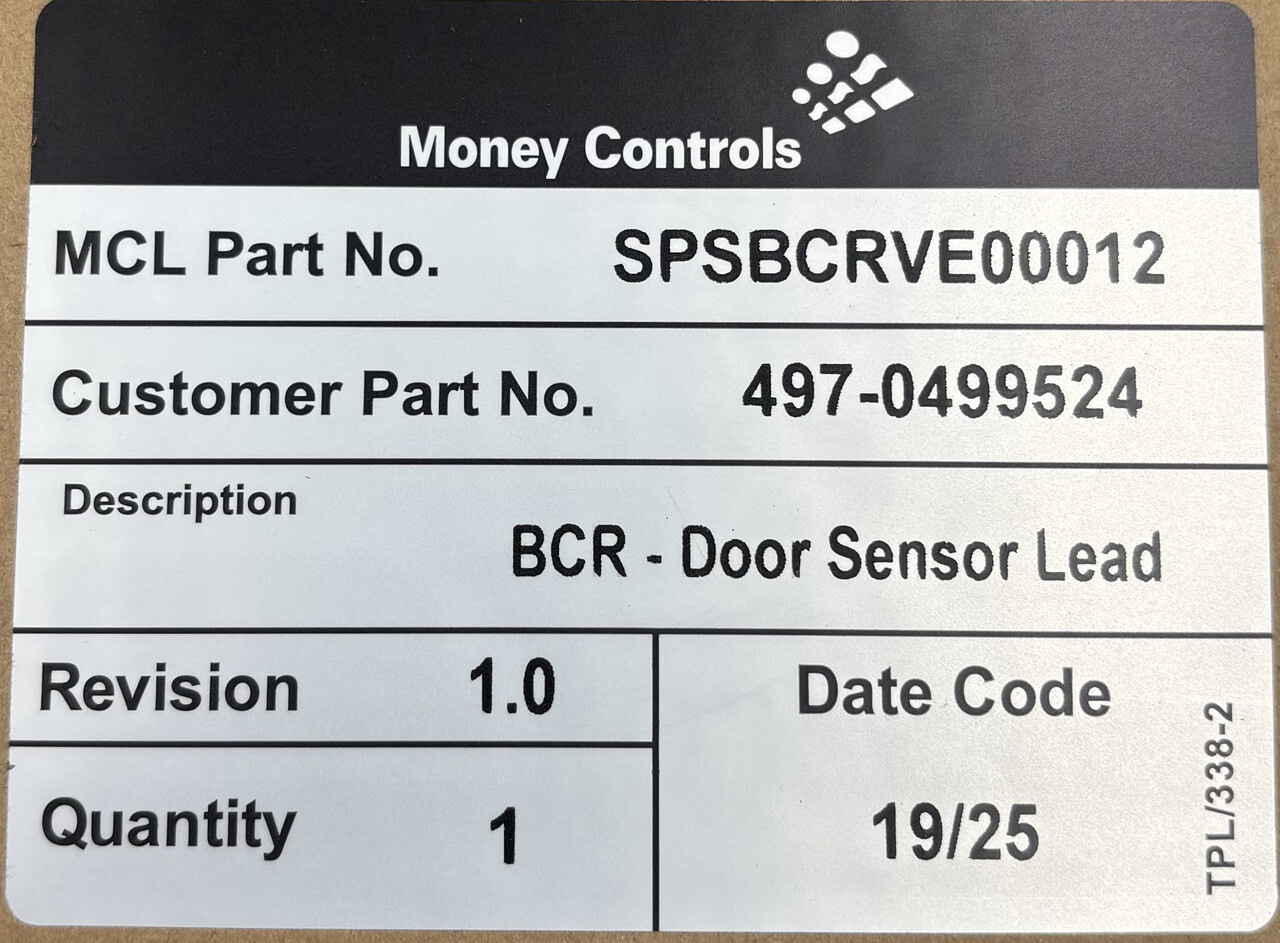 Money Controls
MCL Part No. SPSBCRVE00012
Customer Part No. 497-0499524
Description
BCR - Door Sensor Lead
Revision 1.0
Date Code
Quantity 1
19/25
TPL/338-2